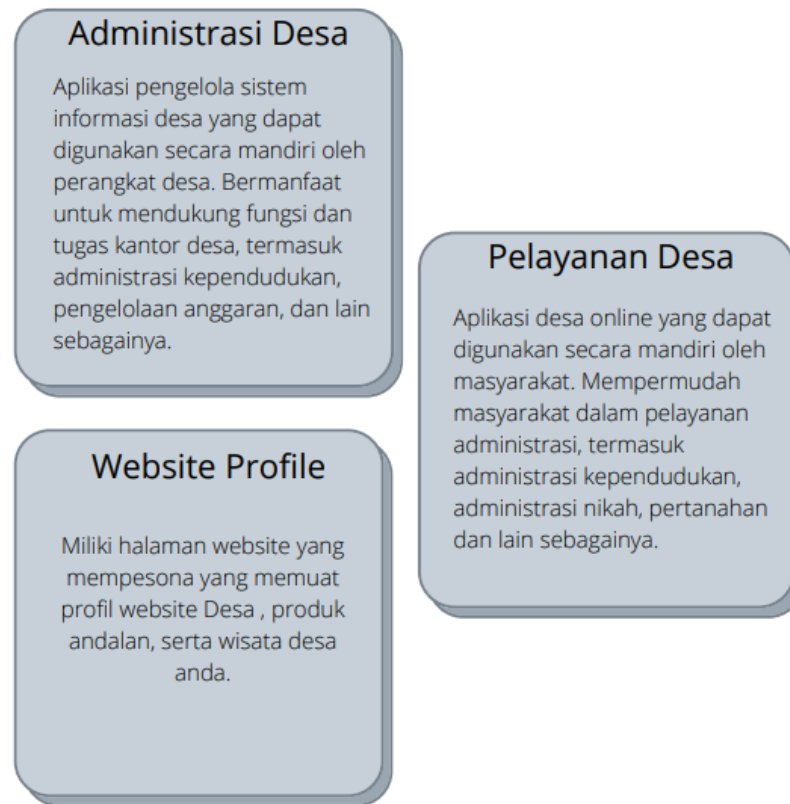 Administrasi Desa
Aplikasi pengelola sistem
informasi desa yang dapat
digunakan secara mandiri oleh
perangkat desa. Bermanfaat
untuk mendukung fungsi dan
tugas kantor desa, termasuk
administrasi kependudukan,
pengelolaan anggaran, dan lain
sebagainya.
Pelayanan Desa
Aplikasi desa online yang dapat
digunakan secara mandiri oleh
masyarakat. Mempermudah
masyarakat dalam pelayanan
administrasi, termasuk
administrasi kependudukan,
administrasi nikah, pertanahan
dan lain sebagainya.
Website Profile
Miliki halaman website yang
mempesona yang memuat
profil website Desa , produk
andalan, serta wisata desa
anda.